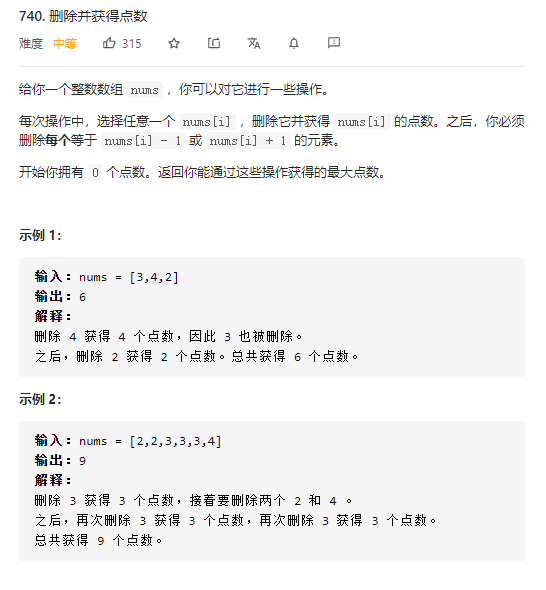 740. 删除并获得点数
难度 中等 315
给你一个整数数组 nums ，你可以对它进行一些操作。
每次操作中，选择任意一个 nums[i] ，删除它并获得 nums[i] 的点数。之后，你必须
删除每个等于 nums[i] - 1 或 nums[i] + 1 的元素。
开始你拥有 0 个点数。返回你能通过这些操作获得的最大点数。
示例 1：
输入：nums = [3,4,2]
输出：6
解释：
删除 4 获得 4 个点数，因此 3 也被删除。
之后，删除 2 获得 2 个点数。总共获得 6 个点数。
示例 2：
输入：nums = [2,2,3,3,3,4]
输出：9
解释：
删除 3 获得 3 个点数，接着要删除两个 2 和 4 。
之后，再次删除 3 获得 3 个点数，再次删除 3 获得 3 个点数。
总共获得 9 个点数。